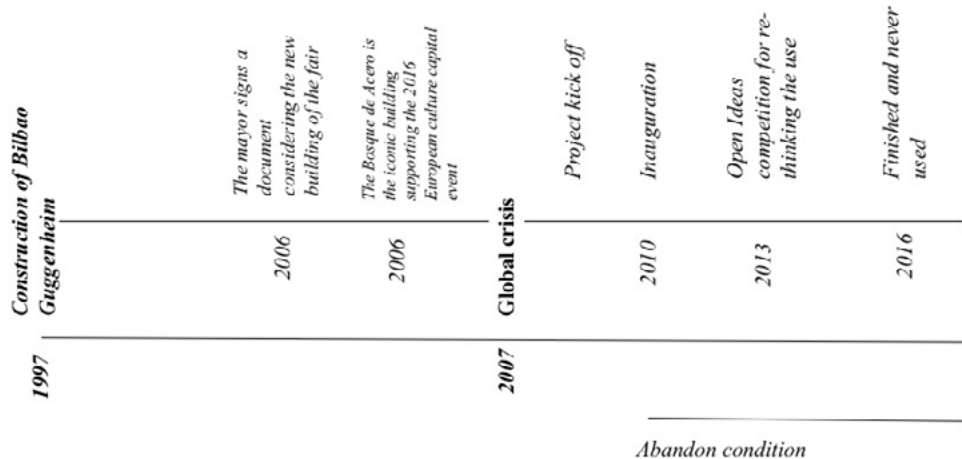 Construction of Bilbao
Guggenheim
1997
The mayor signs a
document
considering the new
building of the fair
2006
The Bosque de Acero is
the iconic building
supporting the 2016
European culture capital
event
2006
Global crisis
2007
Project kick off
Inauguration
2010
Open Ideas
competition for re-
thinking the use
2013
Finished and never
used
2016
Abandon condition